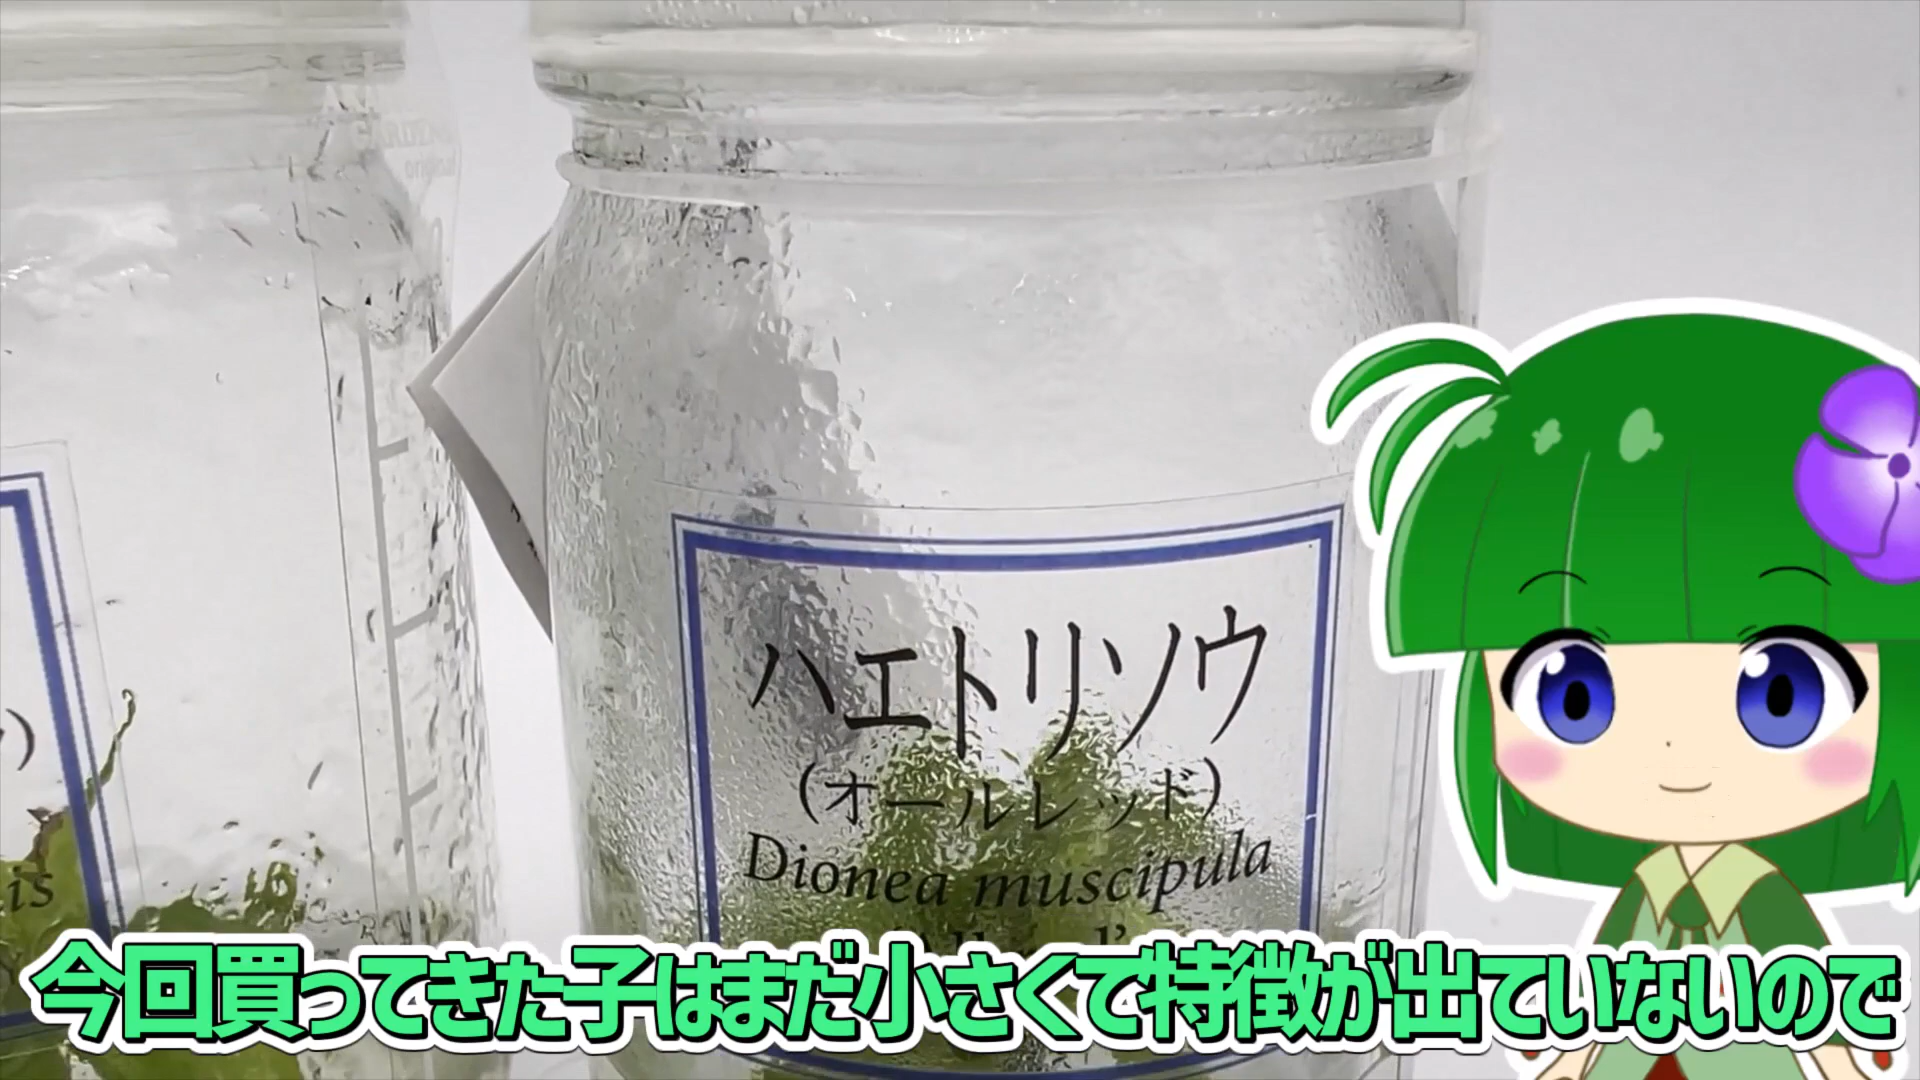 ハエトリソウ
(オールレッド)
Dionea muscipula
is
今回買ってきた子はまだ小さくて特徴が出ていないので